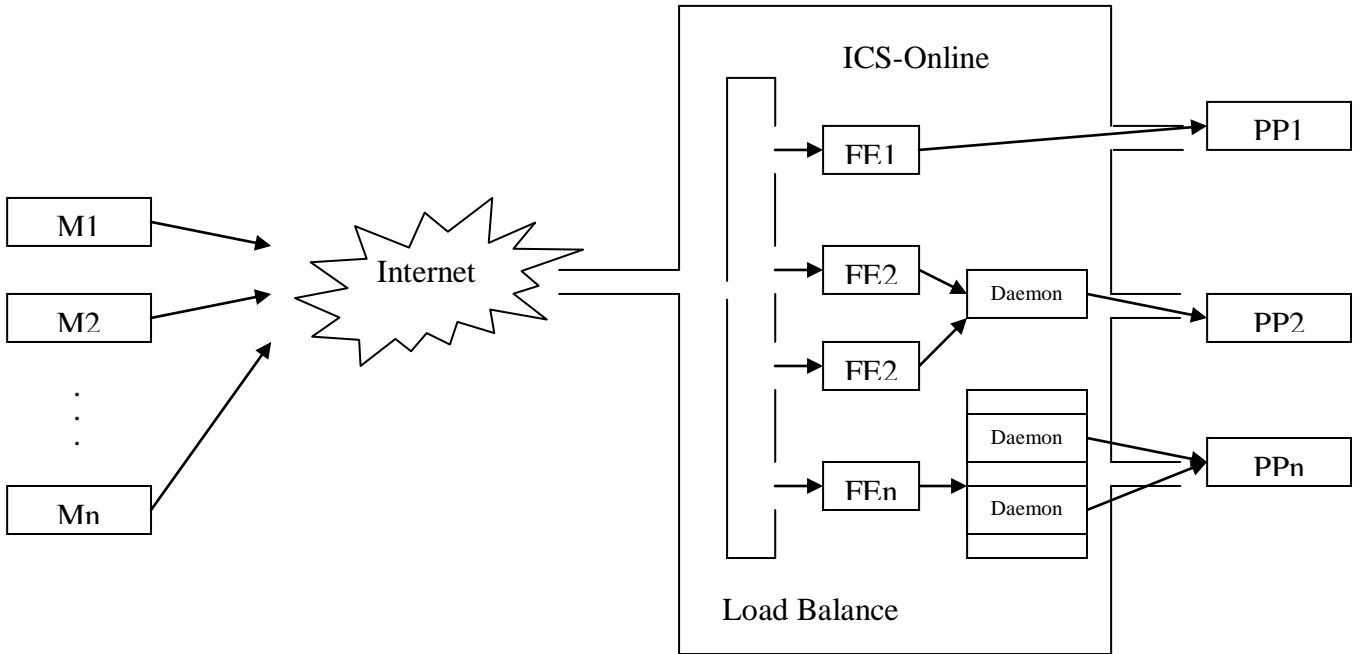 ICS-Online
PP1
FE1
M1
Internet
FE2
Daemon
M2
PP2
FE2
.
.
.
Daemon
PPn
FEn
Mn
Daemon
Load Balance